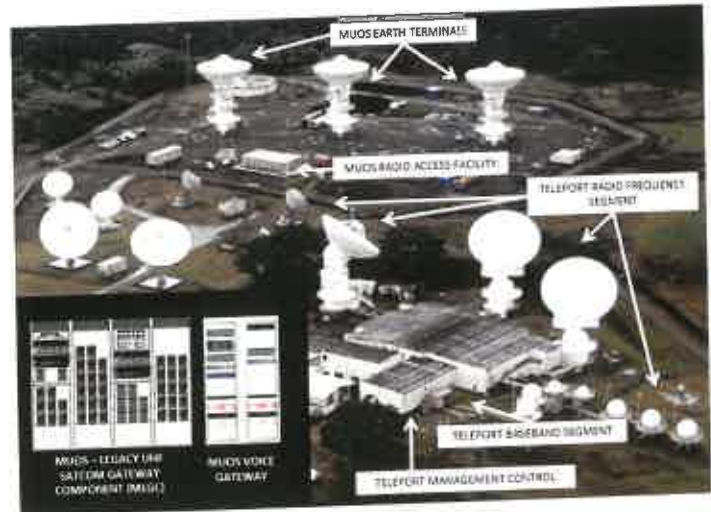 MUOS EARTH TERMINALS
MUOS RADIO ACCESS FACILITY
TELEPORT RADIO FREQUENCY
SEGMENT
TELEPORT BASEBAND SEGMENT
TELEPORT MANAGEMENT CONTROL
MUOS – LEGACY UHF
SATCOM GATEWAY
COMPONENT (MLGC)
MUOS VOICE
GATEWAY